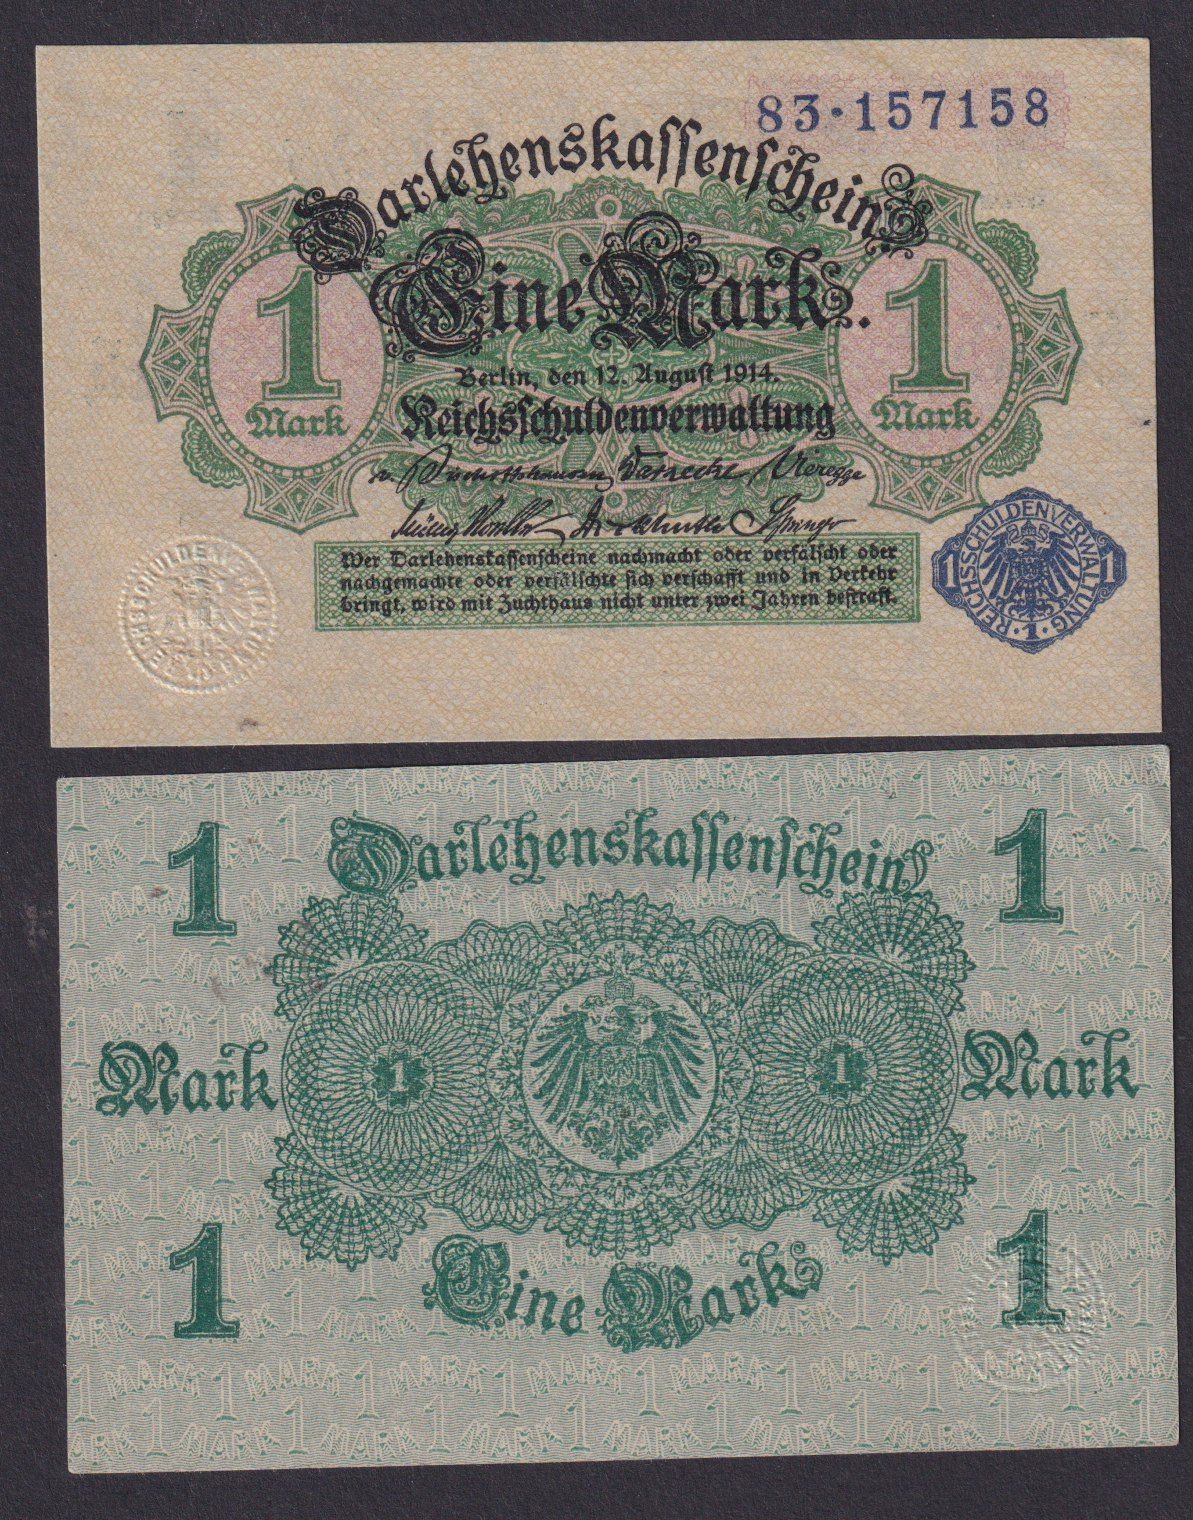 83·157158
Darlehenskassenschein
Eine Mark.
1
Mark
1
Mark
Berlin, den 12. August 1914.
Reichsschuldenverwaltung
Wer Darlehenskassenscheine nachmacht oder verfälscht oder
nachgemachte oder verfälschte sich verschafft und in Verkehr
bringt, wird mit Zuchthaus nicht unter zwei Jahren bestraft.
REICHSSCHULDENVERWALTUNG
1 1
·1·
1 Darlehenskassenschein 1
Mark 1 1 Mark
1 1
Eine Mark